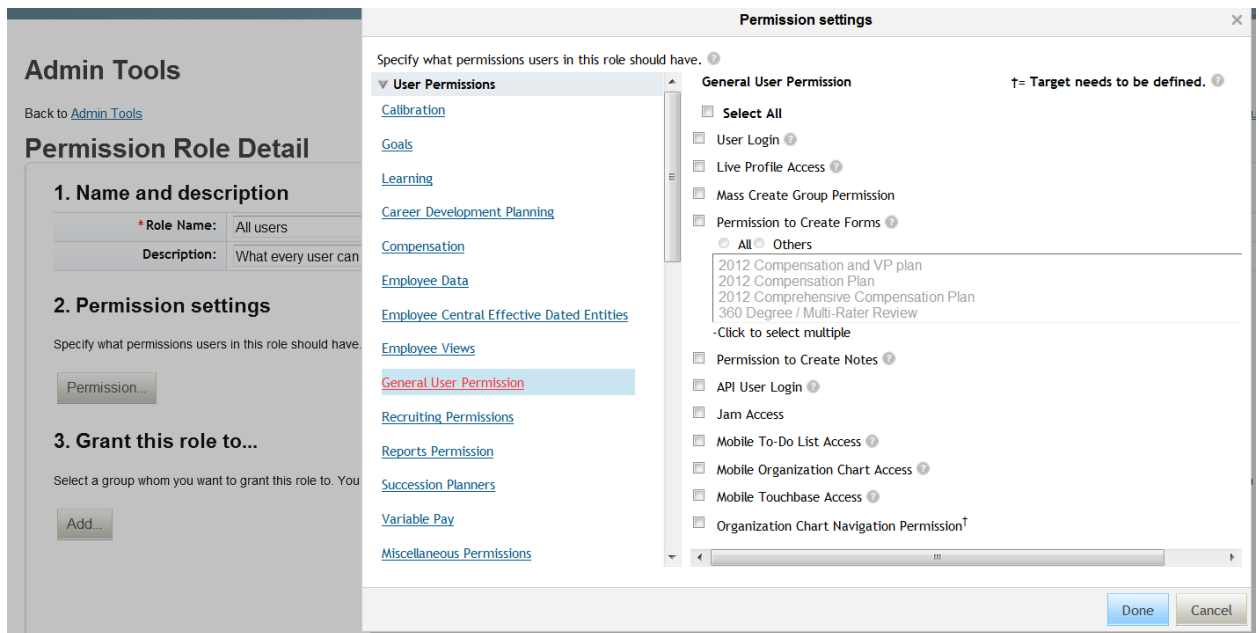 Permission settings
Admin Tools
Back to Admin Tools
Permission Role Detail
1. Name and description
* Role Name: All users
Description: What every user can
2. Permission settings
Specify what permissions users in this role should have.
Permission...
3. Grant this role to...
Select a group whom you want to grant this role to. You
Add...
Specify what permissions users in this role should have.
User Permissions
Calibration
Goals
Learning
Career Development Planning
Compensation
Employee Data
Employee Central Effective Dated Entities
Employee Views
General User Permission
Recruiting Permissions
Reports Permission
Succession Planners
Variable Pay
Miscellaneous Permissions
General User Permission
†= Target needs to be defined.
Select All
User Login
Live Profile Access
Mass Create Group Permission
Permission to Create Forms
All Others
2012 Compensation and VP plan
2012 Compensation Plan
2012 Comprehensive Compensation Plan
360 Degree / Multi-Rater Review
-Click to select multiple
Permission to Create Notes
API User Login
Jam Access
Mobile To-Do List Access
Mobile Organization Chart Access
Mobile Touchbase Access
Organization Chart Navigation Permission†
Done
Cancel